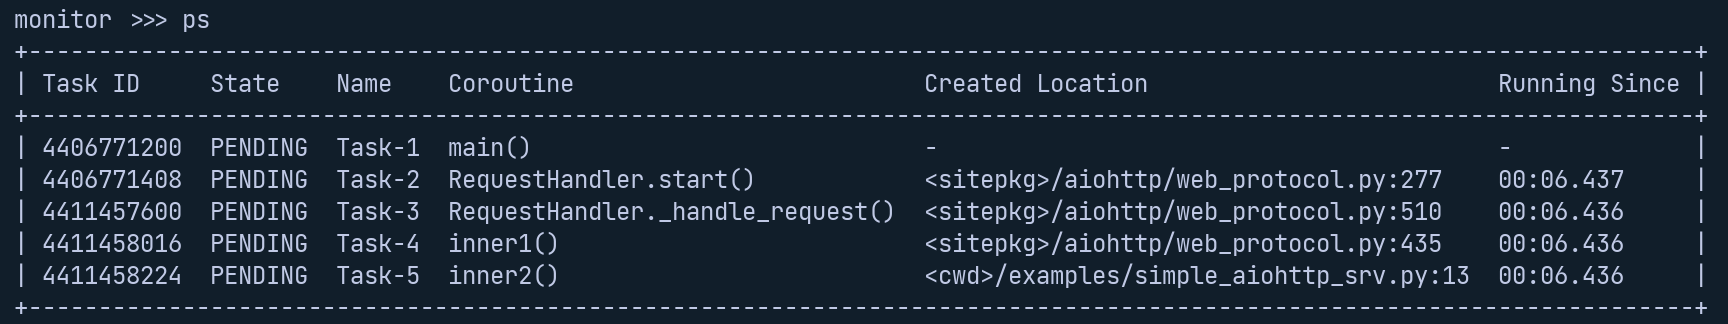 monitor >>> ps
+-----------------------------------------------------------------------------------------------------------------------+
| Task ID     State    Name    Coroutine                         Created Location                         Running Since |
+-----------------------------------------------------------------------------------------------------------------------+
| 4406771200  PENDING  Task-1  main()                            -                                        -             |
| 4406771408  PENDING  Task-2  RequestHandler.start()            <sitepkg>/aiohttp/web_protocol.py:277    00:06.437     |
| 4411457600  PENDING  Task-3  RequestHandler._handle_request()  <sitepkg>/aiohttp/web_protocol.py:510    00:06.436     |
| 4411458016  PENDING  Task-4  inner1()                          <sitepkg>/aiohttp/web_protocol.py:435    00:06.436     |
| 4411458224  PENDING  Task-5  inner2()                          <cwd>/examples/simple_aiohttp_srv.py:13  00:06.436     |
+-----------------------------------------------------------------------------------------------------------------------+